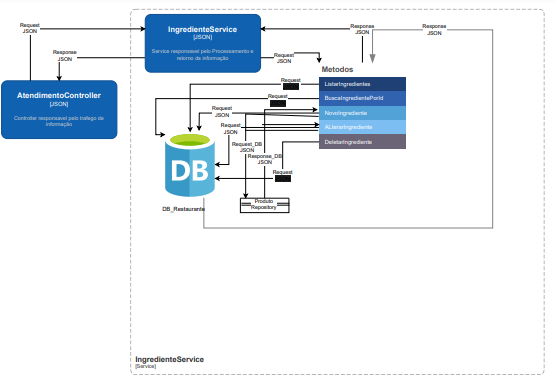 Request
JSON
Response
JSON
AtendimentoController
[JSON]
Controller responsavel pelo trafego de
informação
IngredienteService
[JSON]
Service responsavel pelo Processamento e
retorno da informação
Request
JSON
Response
JSON
Response
JSON
Metodos
ListarIngredientes
BuscaIngredientePorId
NovoIngrediente
ALterarIngrediente
DeletarIngrediente
Request
Request
Request
JSON
Request
JSON
Request_DB
JSON
Response_DB
JSON
Request
DB
DB_Restaurante
Produto
Repository
IngredienteService
[Service]